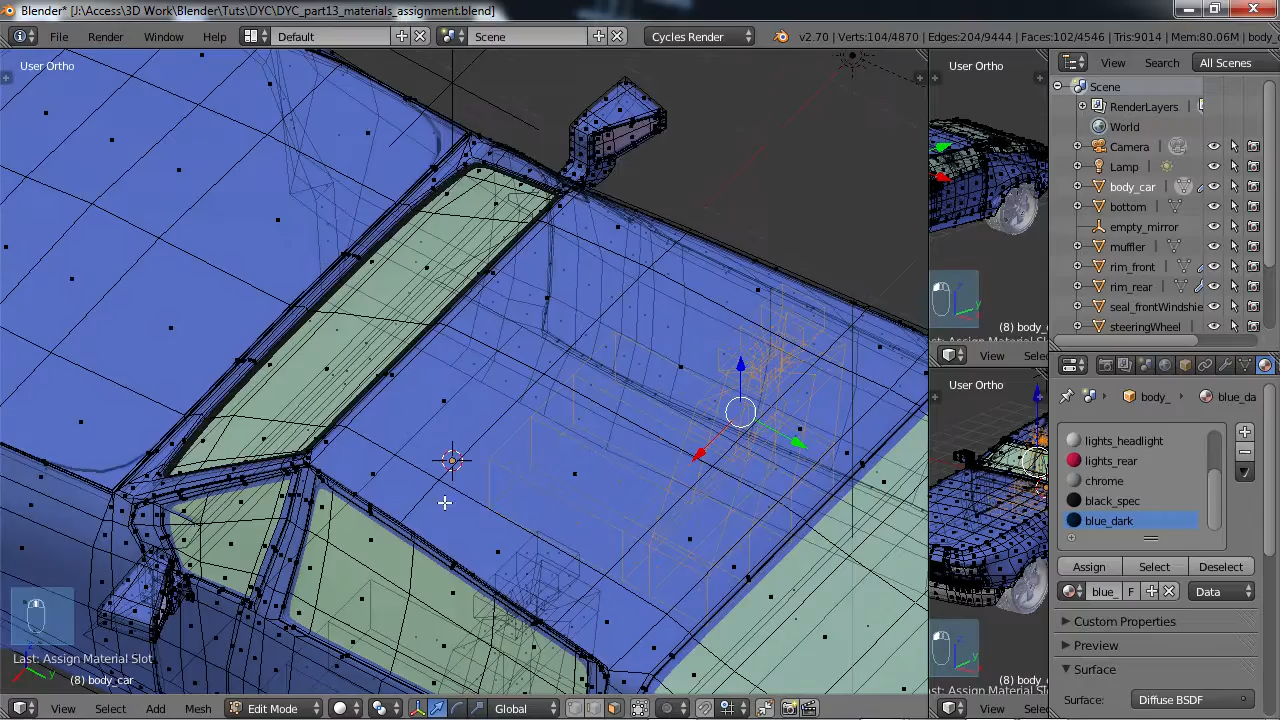 Blender* [J:\Access\3D Work\Blender\Tuts\DYC\DYC_part13_materials_assignment.blend]
File Render Window Help Default Scene Cycles Render v2.70 | Verts:104/4870 | Edges:204/9444 | Faces:102/4546 | Tris:9014 | Mem:80.06M | body_c
User Ortho
User Ortho
View Search All Scenes
Scene
RenderLayers
World
Camera
Lamp
body_car
bottom
empty_mirror
muffler
rim_front
rim_rear
seal_frontWindshie
steeringWheel
(8) body_c
View
User Ortho
body_ blue_da
lights_headlight
lights_rear
chrome
black_spec
blue_dark
Assign Select Deselect
blue_ F Data
Custom Properties
Preview
Surface
Surface: Diffuse BSDF
Last: Assign Material Slot
(8) body_car
(8) body_c
View Select Add Mesh Edit Mode Global View